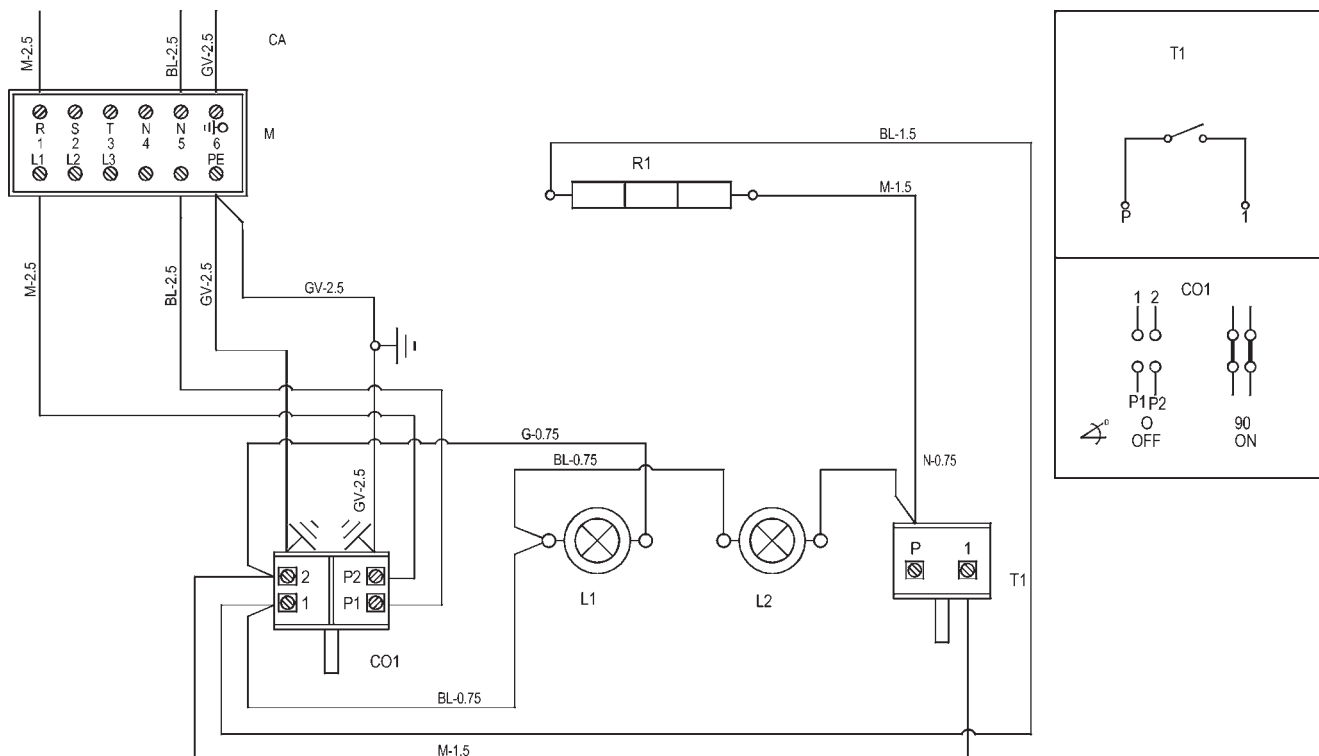 M-2.5
BL-2.5
GV-2.5
CA
R S T N N
1 2 3 4 5 6
L1 L2 L3 PE
M
M-2.5
BL-2.5
GV-2.5
GV-2.5
R1
BL-1.5
M-1.5
G-0.75
BL-0.75
N-0.75
GV-2.5
2 P2
1 P1
CO1
L1
L2
P 1
T1
BL-0.75
M-1.5
T1
P 1
CO1
1 2
P1 P2
O
OFF
90
ON
o